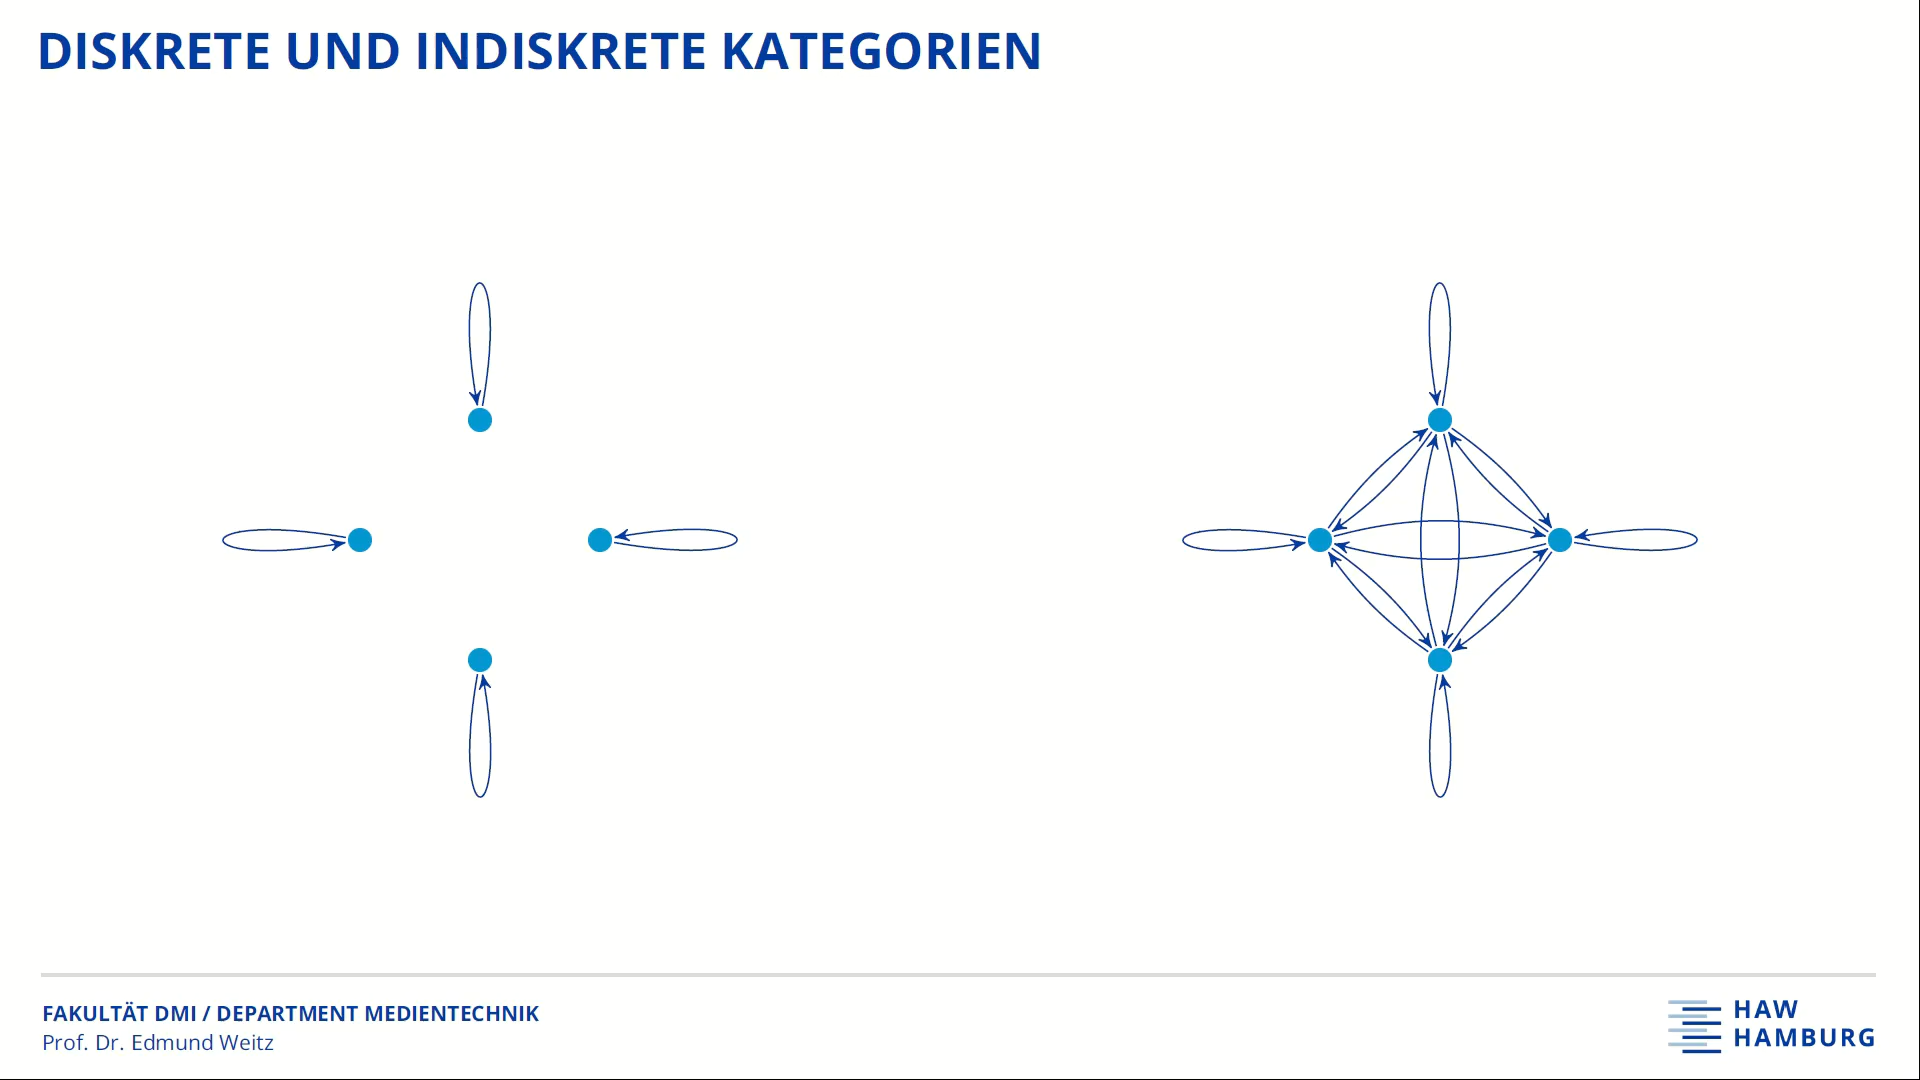 DISKRETE UND INDISKRETE KATEGORIEN
FAKULTÄT DMI / DEPARTMENT MEDIENTECHNIK
Prof. Dr. Edmund Weitz
HAW
HAMBURG